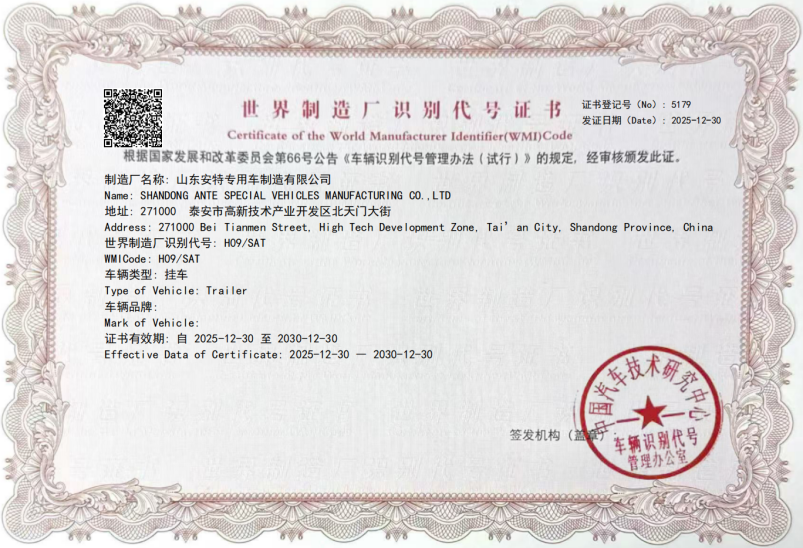 世界制造厂识别代号证书
Certificate of the World Manufacturer Identifier(WMI)Code
证书登记号（No）: 5179
发证日期（Date）: 2025-12-30
根据国家发展和改革委员会第66号公告《车辆识别代号管理办法（试行）》的规定，经审核颁发此证。
制造厂名称: 山东安特专用车制造有限公司
Name: SHANDONG ANTE SPECIAL VEHICLES MANUFACTURING CO.,LTD
地址: 271000 泰安市高新技术产业开发区北天门大街
Address: 271000 Bei Tianmen Street, High Tech Development Zone, Tai’an City, Shandong Province, China
世界制造厂识别代号: H09/SAT
WMICode: H09/SAT
车辆类型: 挂车
Type of Vehicle: Trailer
车辆品牌:
Mark of Vehicle:
证书有效期: 自 2025-12-30 至 2030-12-30
Effective Data of Certificate: 2025-12-30 — 2030-12-30
签发机构（盖章）:
中国汽车技术研究中心
车辆识别代号
管理办公室